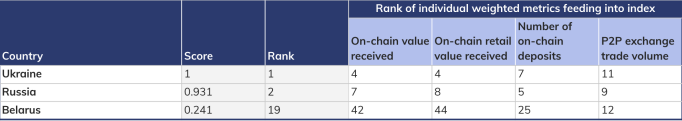 Rank of individual weighted metrics feeding into index
Country Score Rank On-chain value received On-chain retail value received Number of on-chain deposits P2P exchange trade volume
Ukraine 1 1 4 4 7 11
Russia 0.931 2 7 8 5 9
Belarus 0.241 19 42 44 25 12